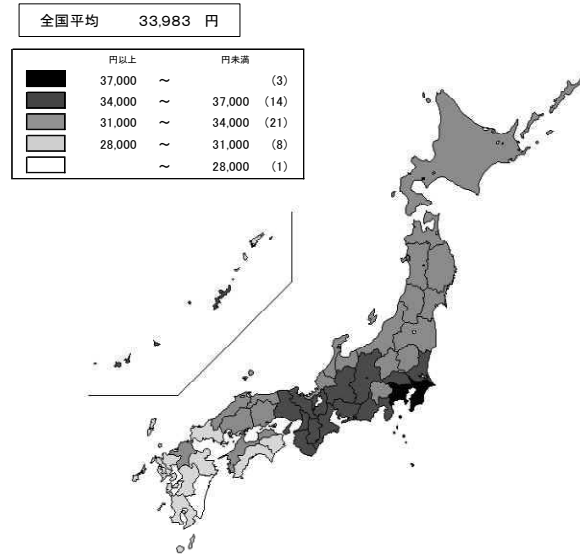 全国平均 33,983 円
円以上 円未満
37,000 ～ (3)
34,000 ～ 37,000 (14)
31,000 ～ 34,000 (21)
28,000 ～ 31,000 (8)
～ 28,000 (1)